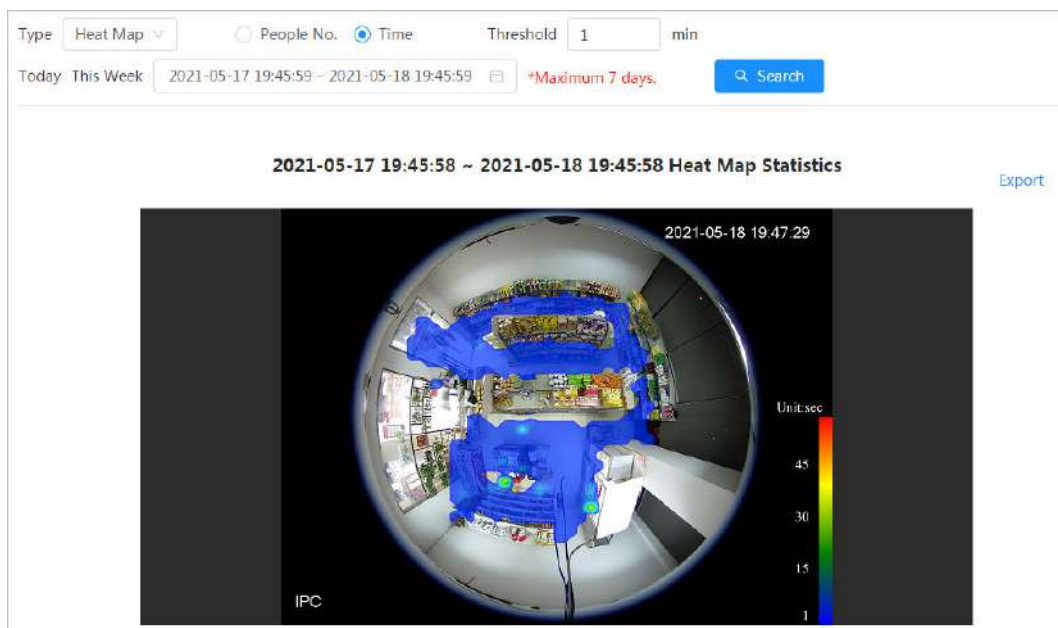 Type Heat Map People No. Time Threshold 1 min
Today This Week 2021-05-17 19:45:59 ~ 2021-05-18 19:45:59 *Maximum 7 days. Search
2021-05-17 19:45:58 ~ 2021-05-18 19:45:58 Heat Map Statistics
Export
2021-05-18 19:47:29
Unit:sec
45
30
15
1
IPC